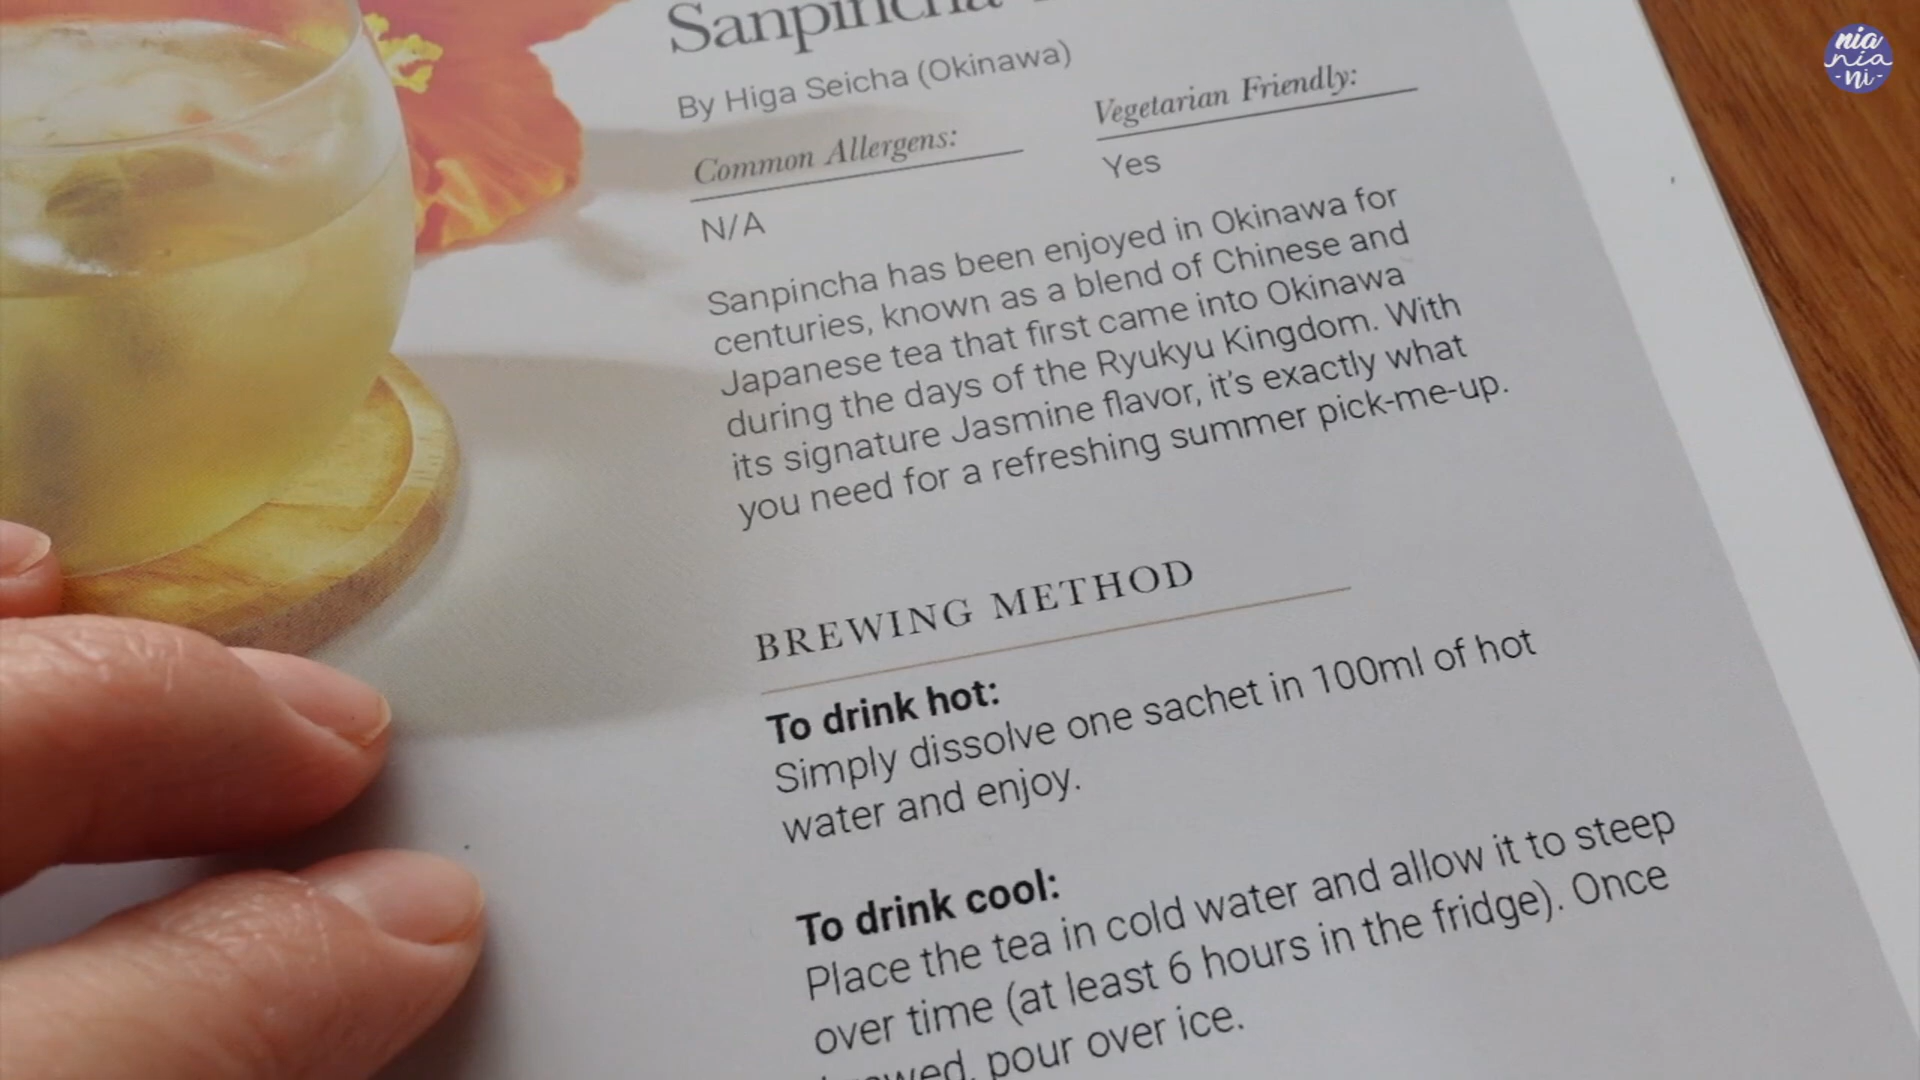 nia
nia
-ni-
Sanpincha
By Higa Seicha (Okinawa)
Common Allergens:
N/A
Vegetarian Friendly:
Yes
Sanpincha has been enjoyed in Okinawa for
centuries, known as a blend of Chinese and
Japanese tea that first came into Okinawa
during the days of the Ryukyu Kingdom. With
its signature Jasmine flavor, it's exactly what
you need for a refreshing summer pick-me-up.
BREWING METHOD
To drink hot:
Simply dissolve one sachet in 100ml of hot
water and enjoy.
To drink cool:
Place the tea in cold water and allow it to steep
over time (at least 6 hours in the fridge). Once
pour over ice.